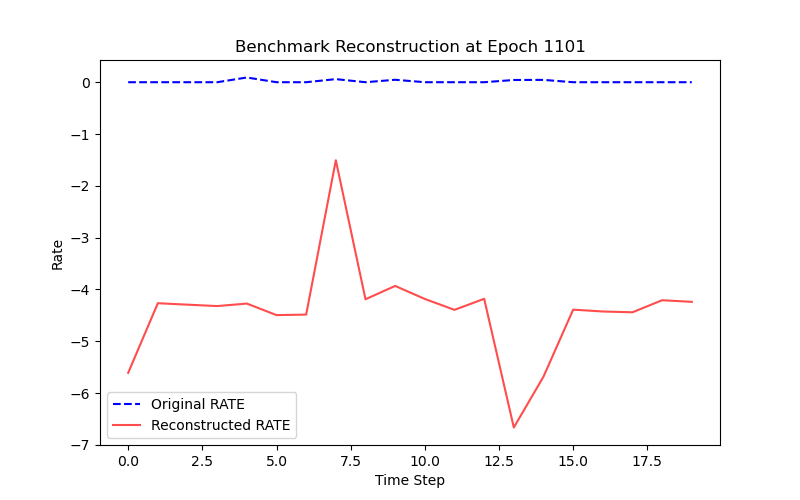 Benchmark Reconstruction at Epoch 1101
Rate
0
−1
−2
−3
−4
−5
−6
−7
Original RATE
Reconstructed RATE
0.0 2.5 5.0 7.5 10.0 12.5 15.0 17.5
Time Step